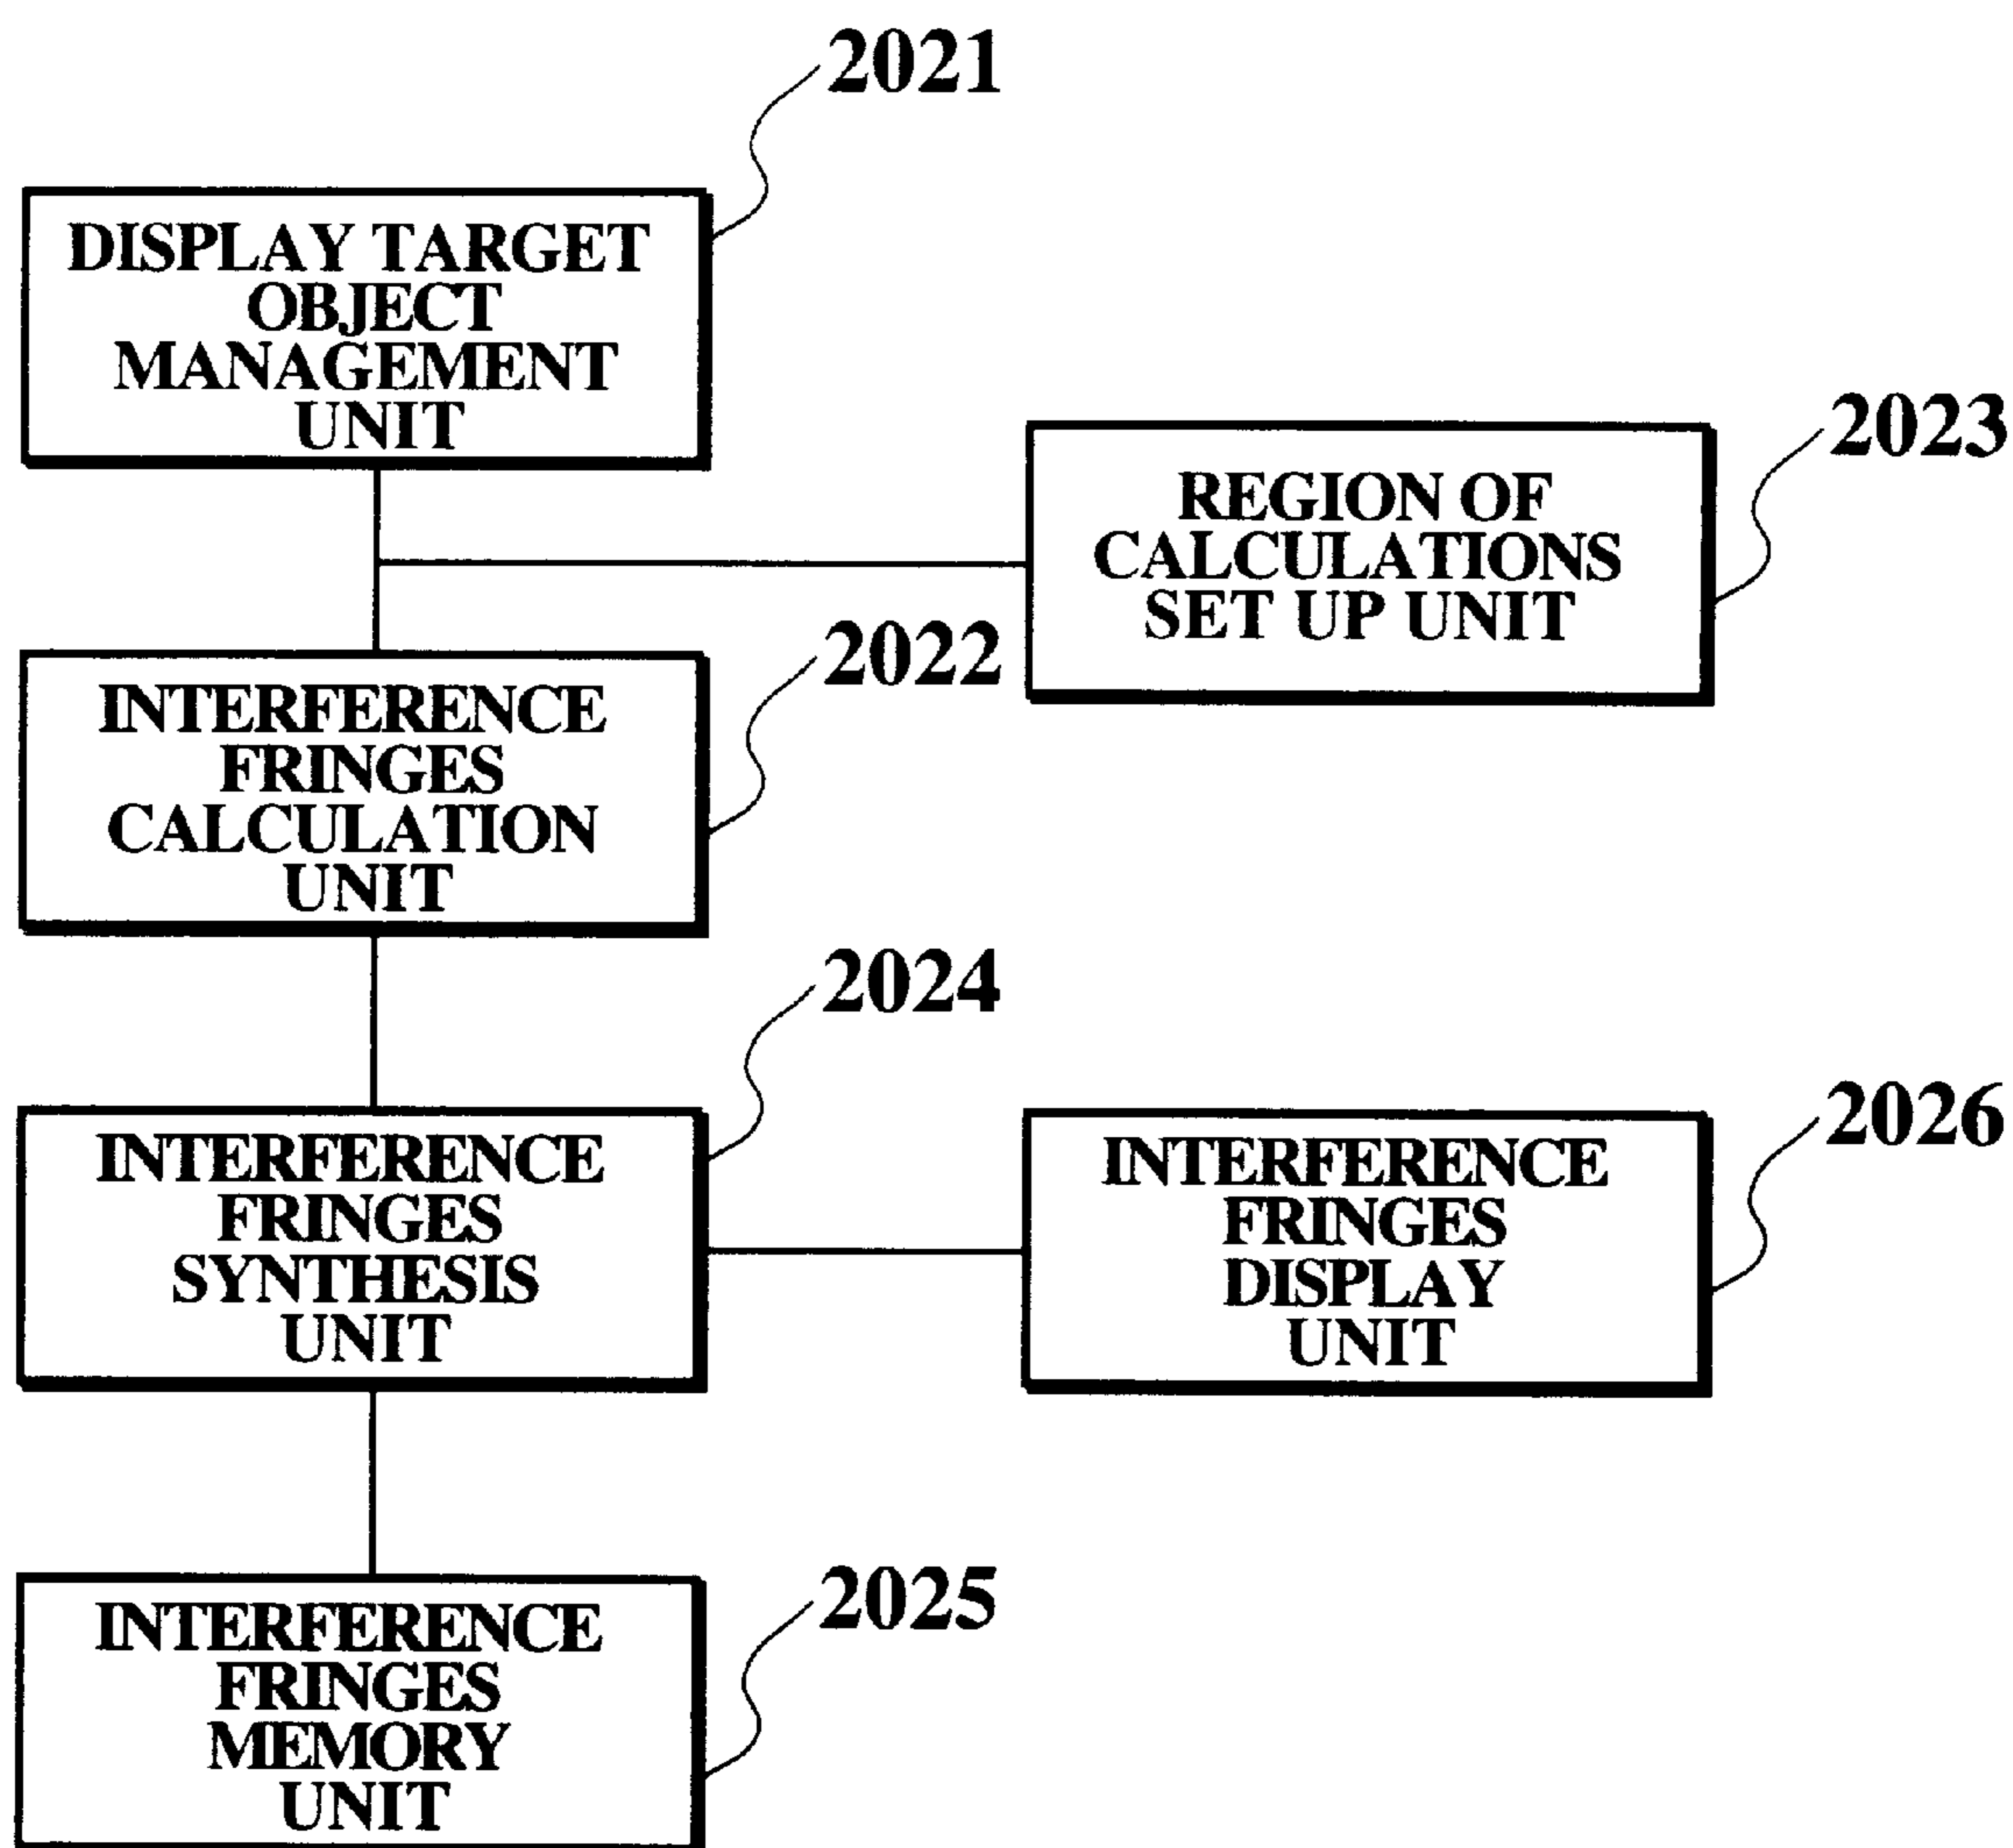 2021
DISPLAY TARGET
OBJECT
MANAGEMENT
UNIT
2023
REGION OF
CALCULATIONS
SET UP UNIT
2022
INTERFERENCE
FRINGES
CALCULATION
UNIT
2024
INTERFERENCE
FRINGES
SYNTHESIS
UNIT
2026
INTERFERENCE
FRINGES
DISPLAY
UNIT
2025
INTERFERENCE
FRINGES
MEMORY
UNIT